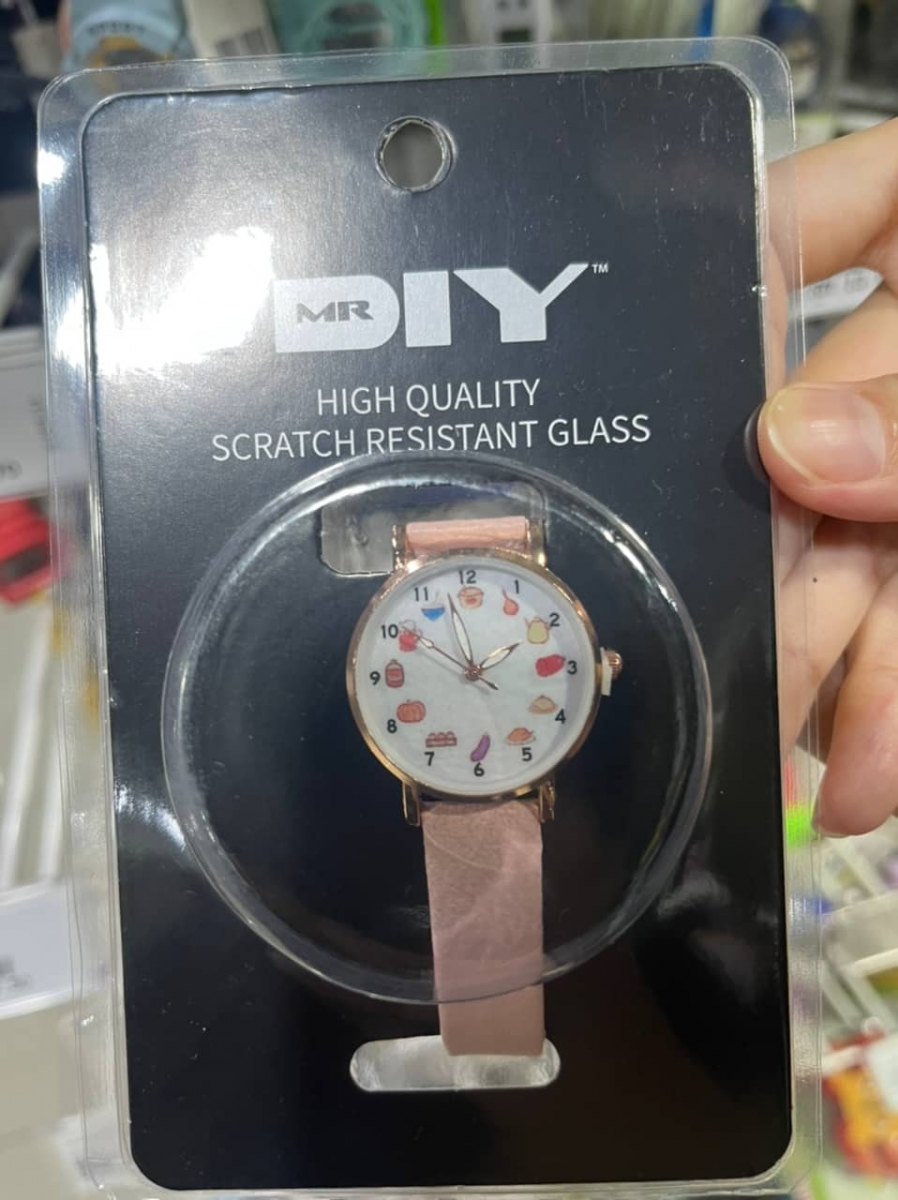 MR DIY™
HIGH QUALITY
SCRATCH RESISTANT GLASS
12
11 1
10 2
9 3
8 4
7 5
6